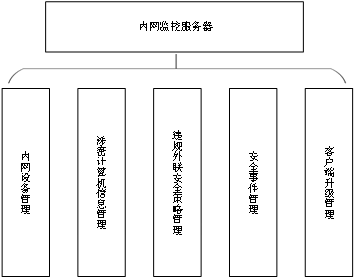 内网监控服务器
内网设备管理
涉密计算机信息管理
违规外联安全策略管理
安全事件管理
客户端升级管理